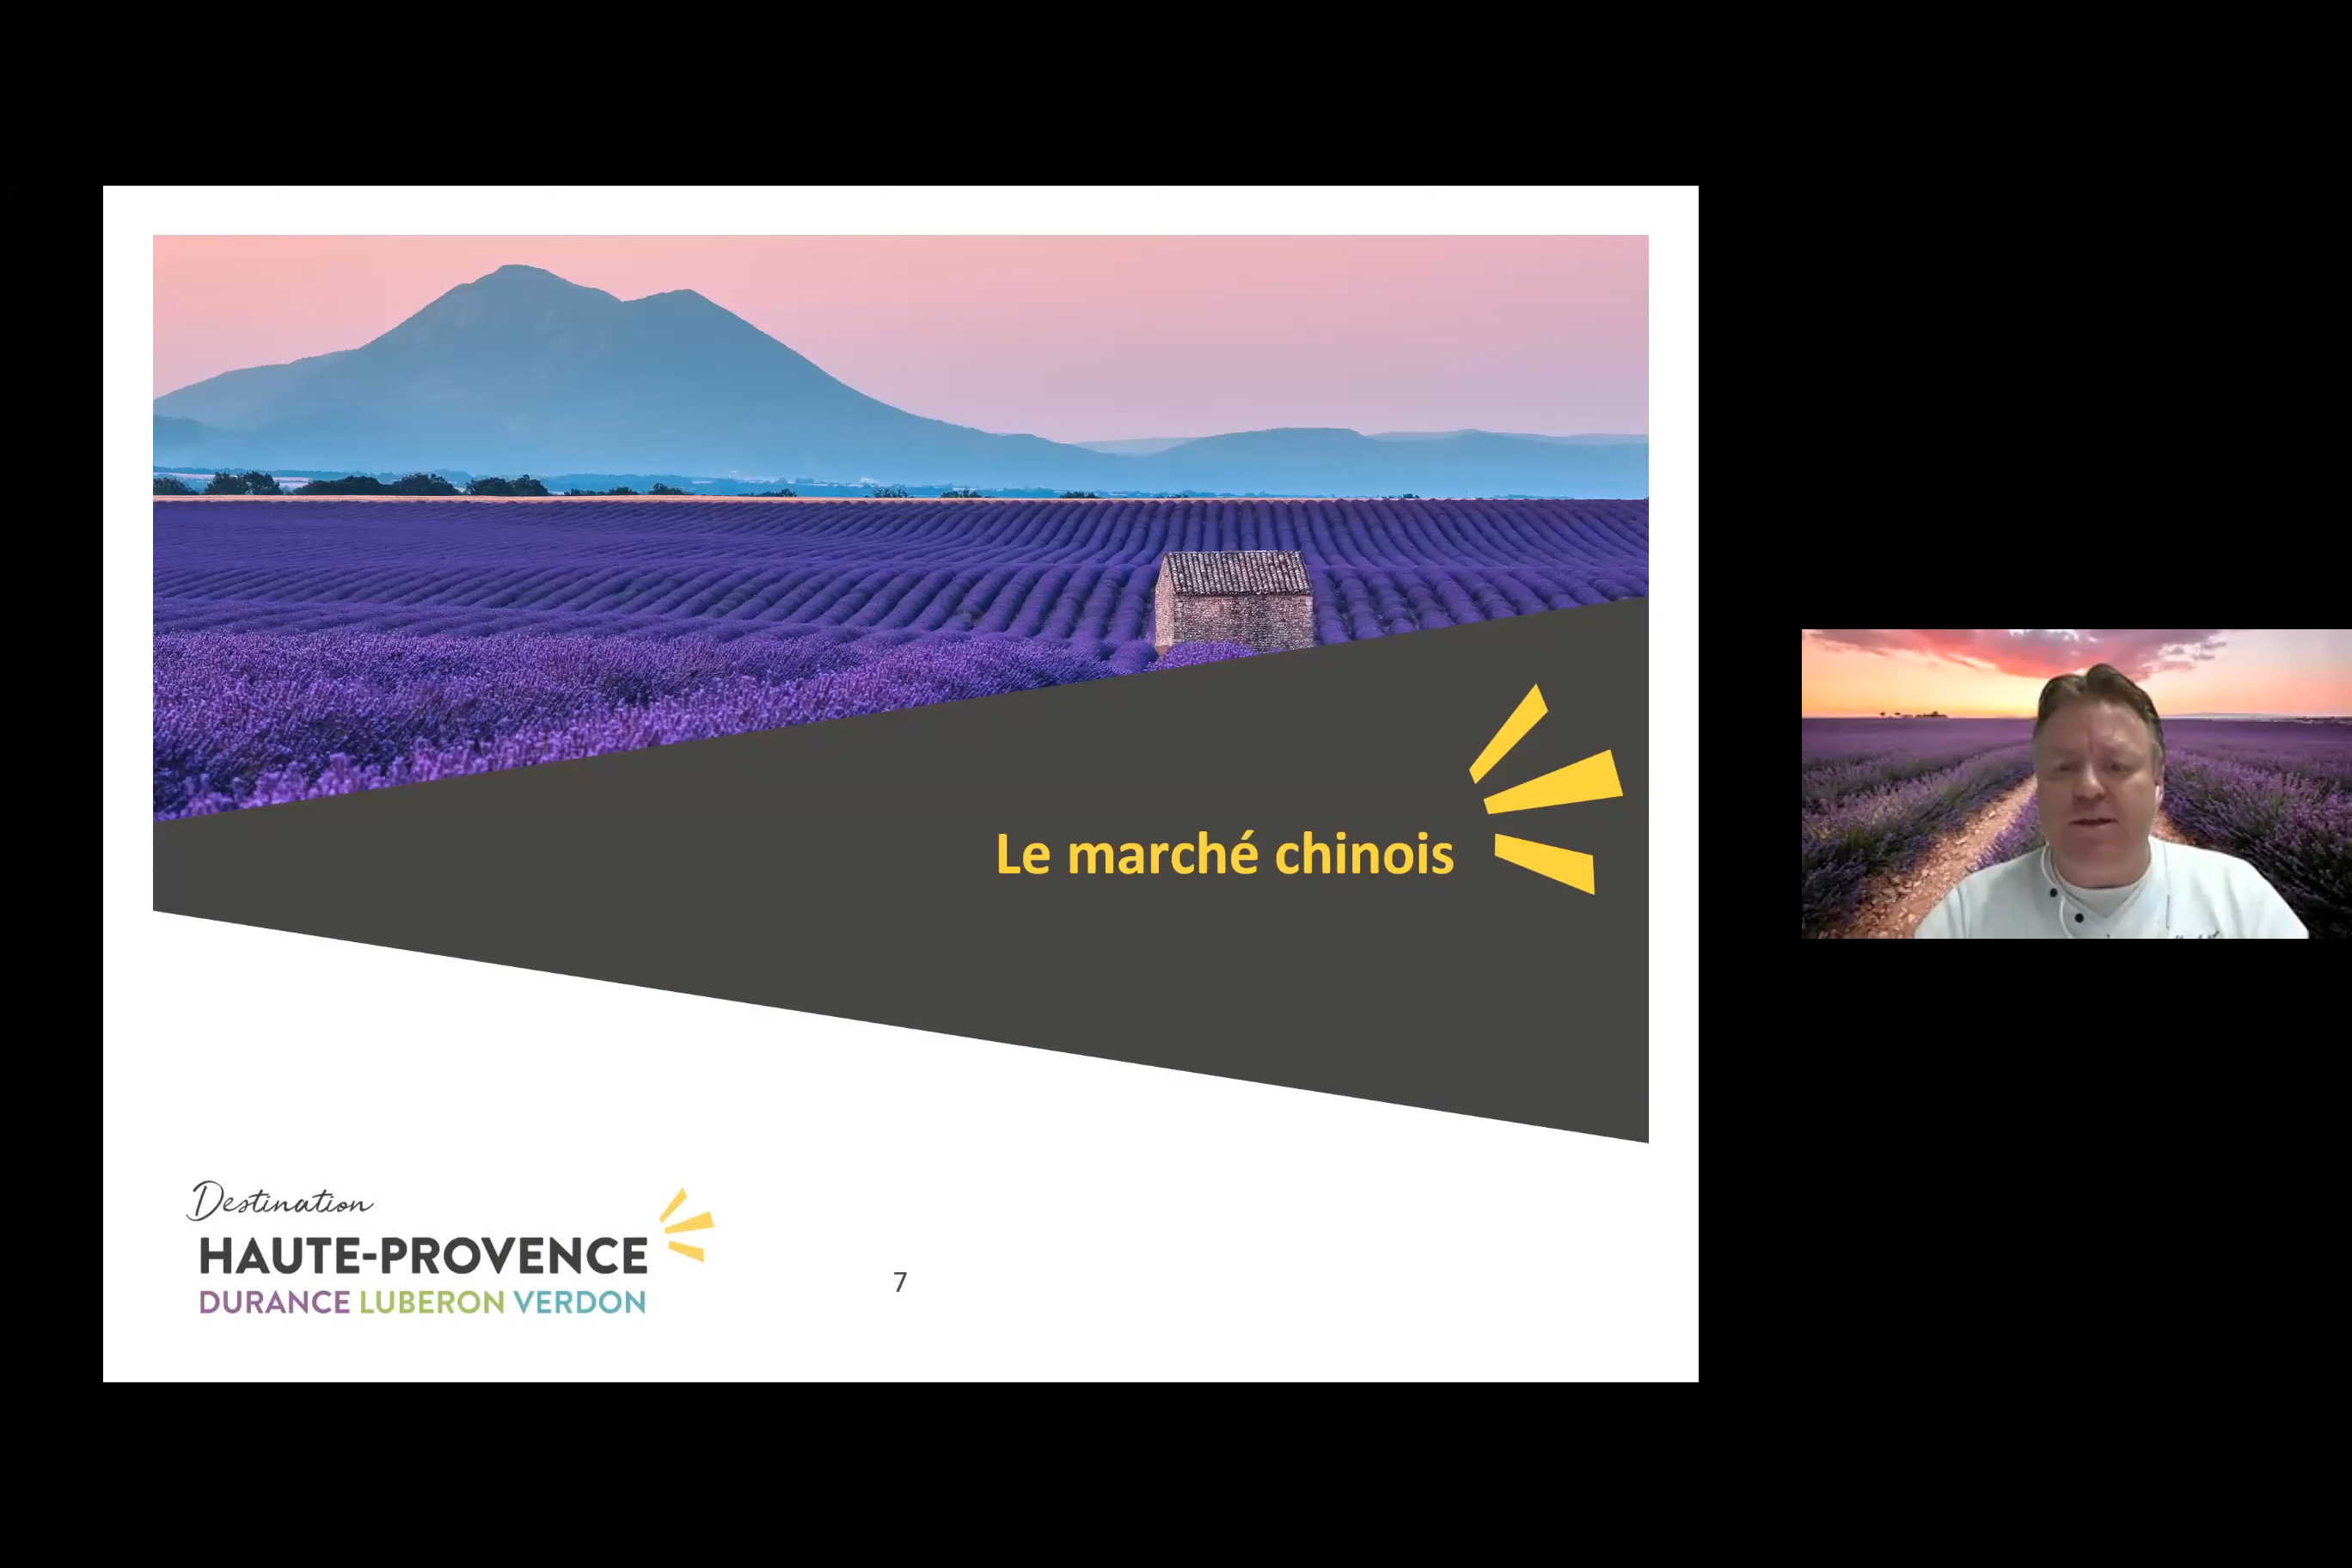 Le marché chinois
Destination
HAUTE-PROVENCE
DURANCE LUBERON VERDON
7